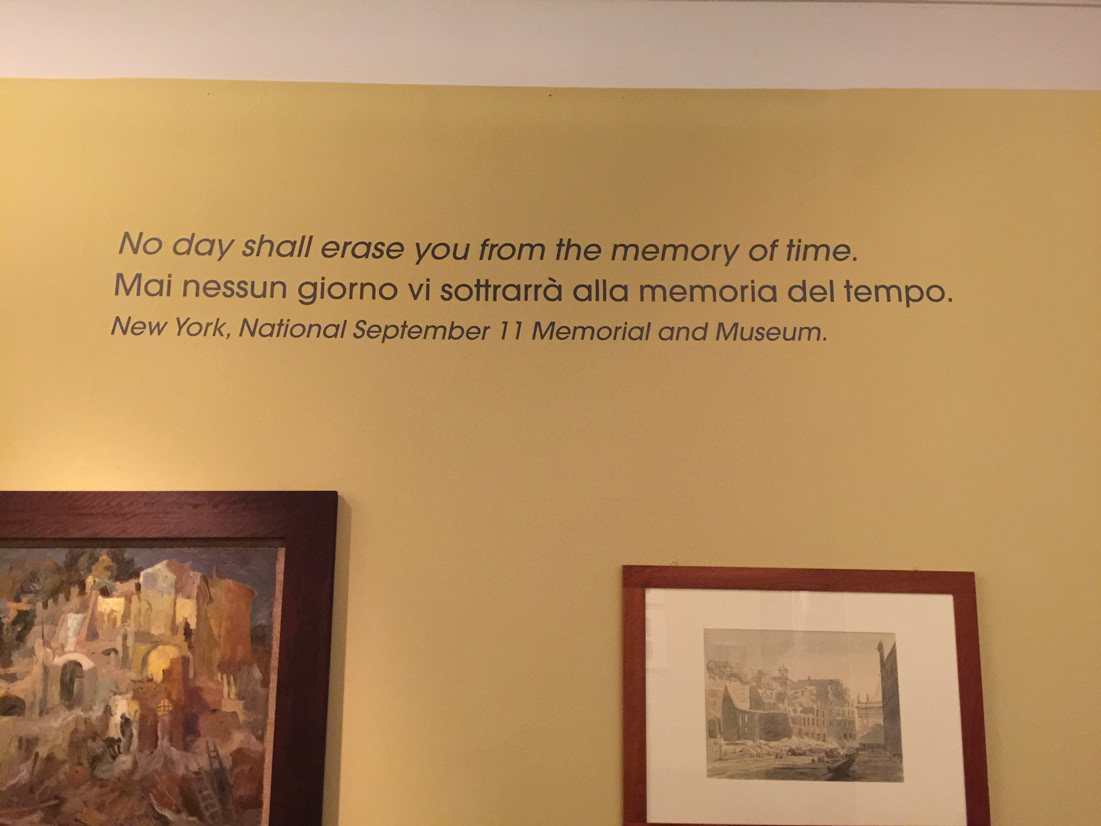 No day shall erase you from the memory of time.
Mai nessun giorno vi sottrarrà alla memoria del tempo.
New York, National September 11 Memorial and Museum.